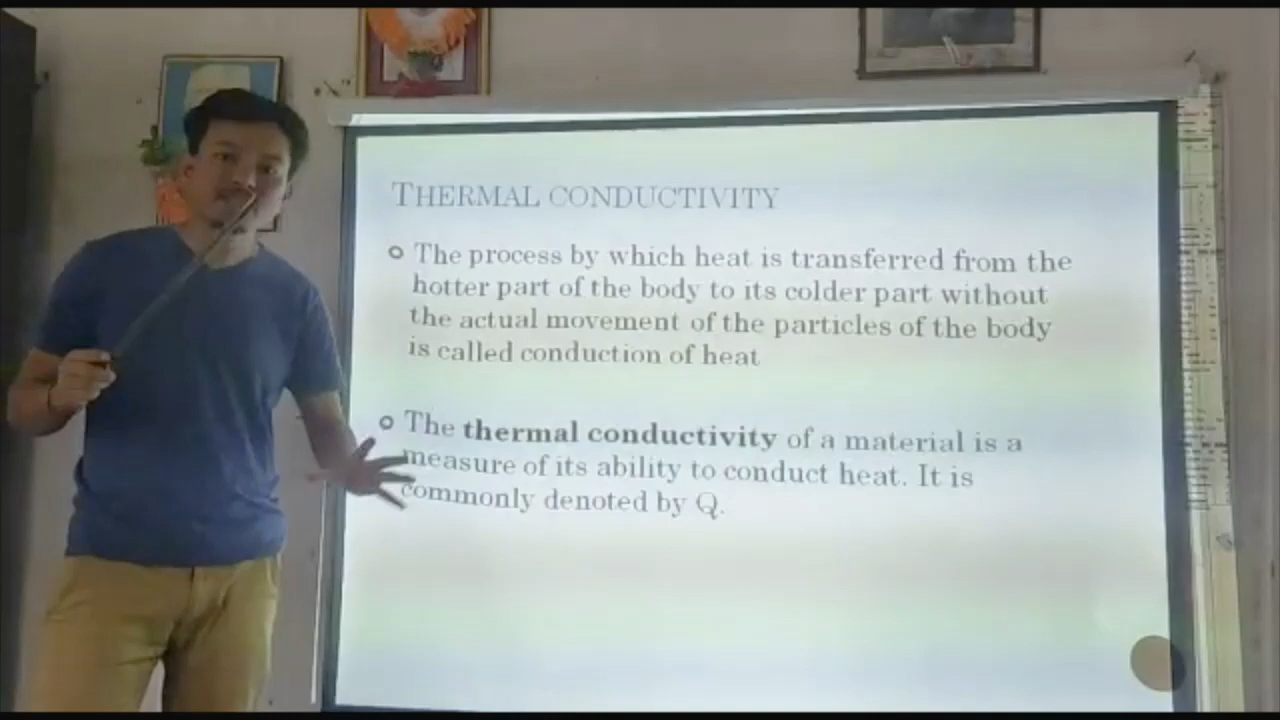 THERMAL CONDUCTIVITY
The process by which heat is transferred from the
hotter part of the body to its colder part without
the actual movement of the particles of the body
is called conduction of heat
The thermal conductivity of a material is a
measure of its ability to conduct heat. It is
commonly denoted by Q.